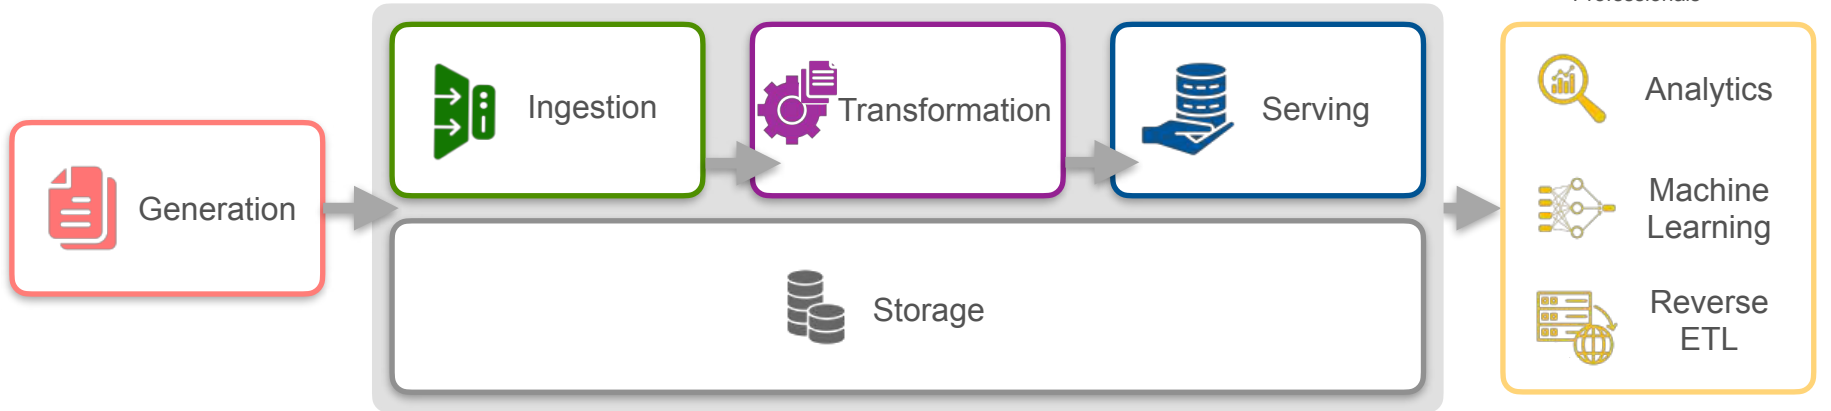 Generation
Ingestion
Transformation
Serving
Storage
Analytics
Machine
Learning
Reverse
ETL